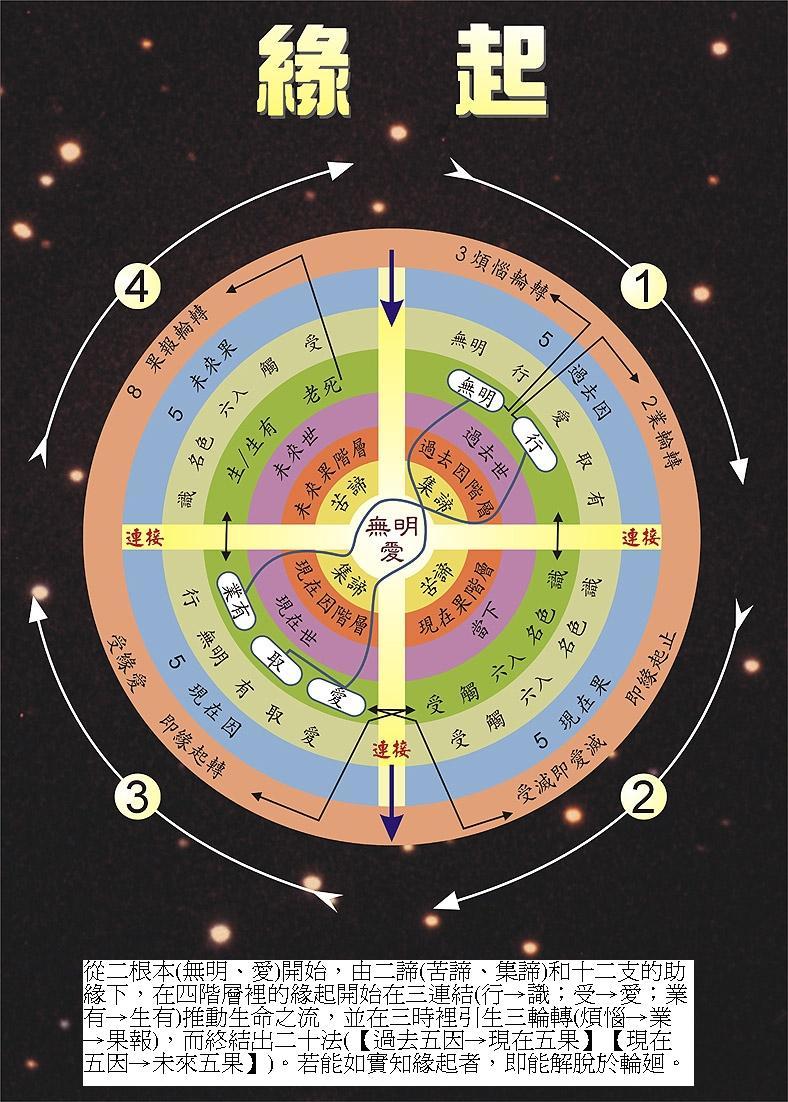 緣 起
1
3 煩惱輪轉
2 業輪轉
5 過去因
無明 行 愛 取 有
無明
行
過去世
過去因階層
集諦
4
8 果報輪轉
5 未來果
識 名色 六入 觸 受
生/生有 老死
未來世
未來果階層
苦諦
無明
愛
連接
連接
集諦
現在因階層
現在世
業有
取
愛
行 無明 有 取 愛
5 現在因
受緣愛
即緣起轉
3
苦諦
現在果階層
當下
識 名色 六入 觸 受
識 名色 六入 觸 受
5 現在果
受滅即愛滅
即緣起止
2
連接
從二根本(無明、愛)開始，由二諦(苦諦、集諦)和十二支的助
緣下，在四階層裡的緣起開始在三連結(行→識；受→愛；業
有→生有)推動生命之流，並在三時裡引生三輪轉(煩惱→業
→果報)，而終結出二十法(【過去五因→現在五果】【現在
五因→未來五果】)。若能如實知緣起者，即能解脫於輪廻。